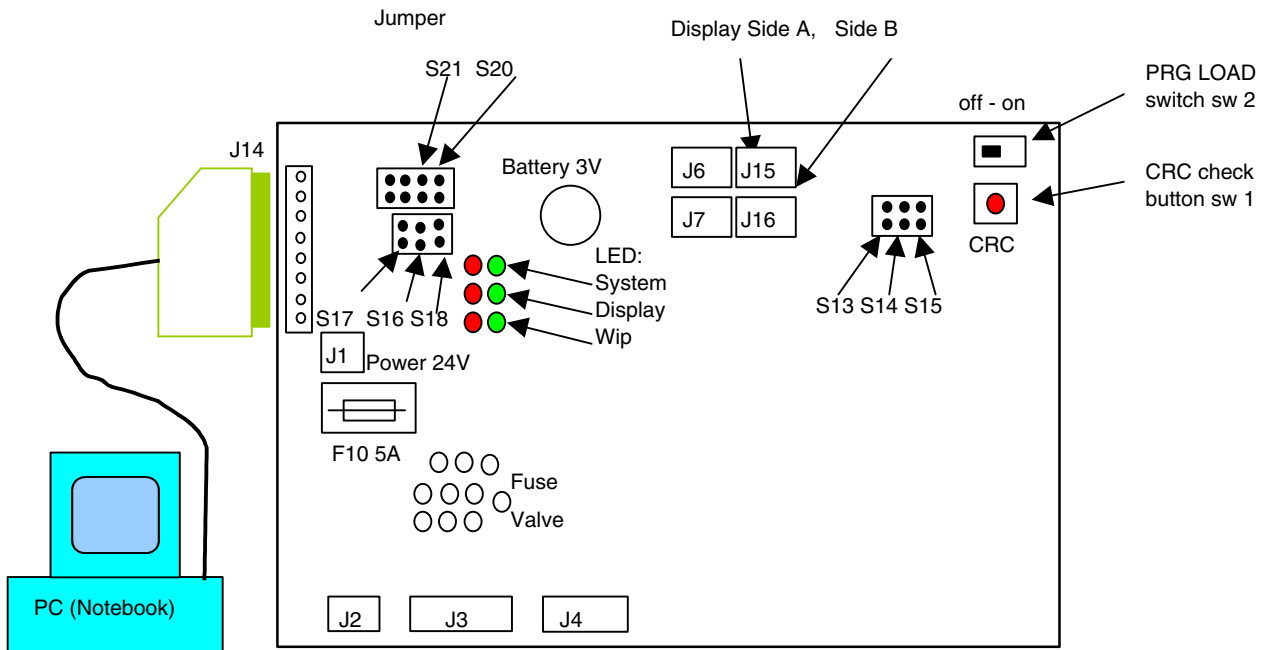 Jumper
Display Side A, Side B
S21 S20
PRG LOAD
switch sw 2
off - on
J14
Battery 3V
J6
J15
CRC check
button sw 1
J7
J16
CRC
LED:
System
Display
Wip
S17 S16 S18
S13 S14 S15
J1
Power 24V
F10 5A
Fuse
Valve
PC (Notebook)
J2
J3
J4